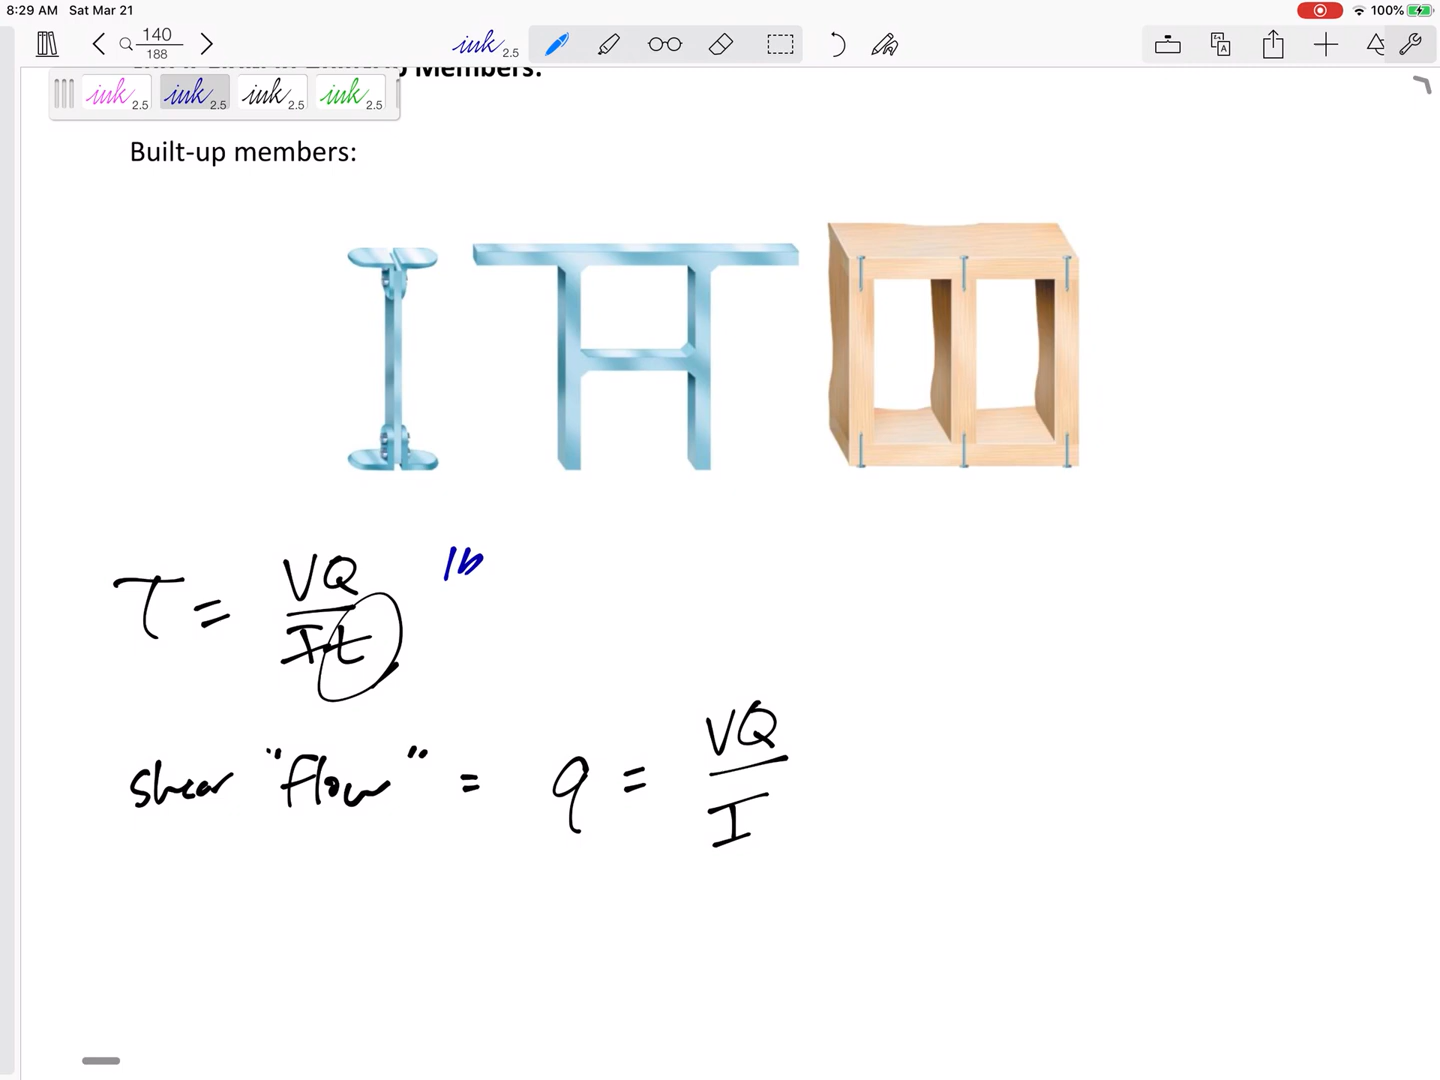 8:29 AM Sat Mar 21
100%
140
188
ink 2.5
ink 2.5
ink 2.5
ink 2.5
ink 2.5
Members:
Built-up members:
τ = VQ / It
lb
shear "flow" = q = VQ / I